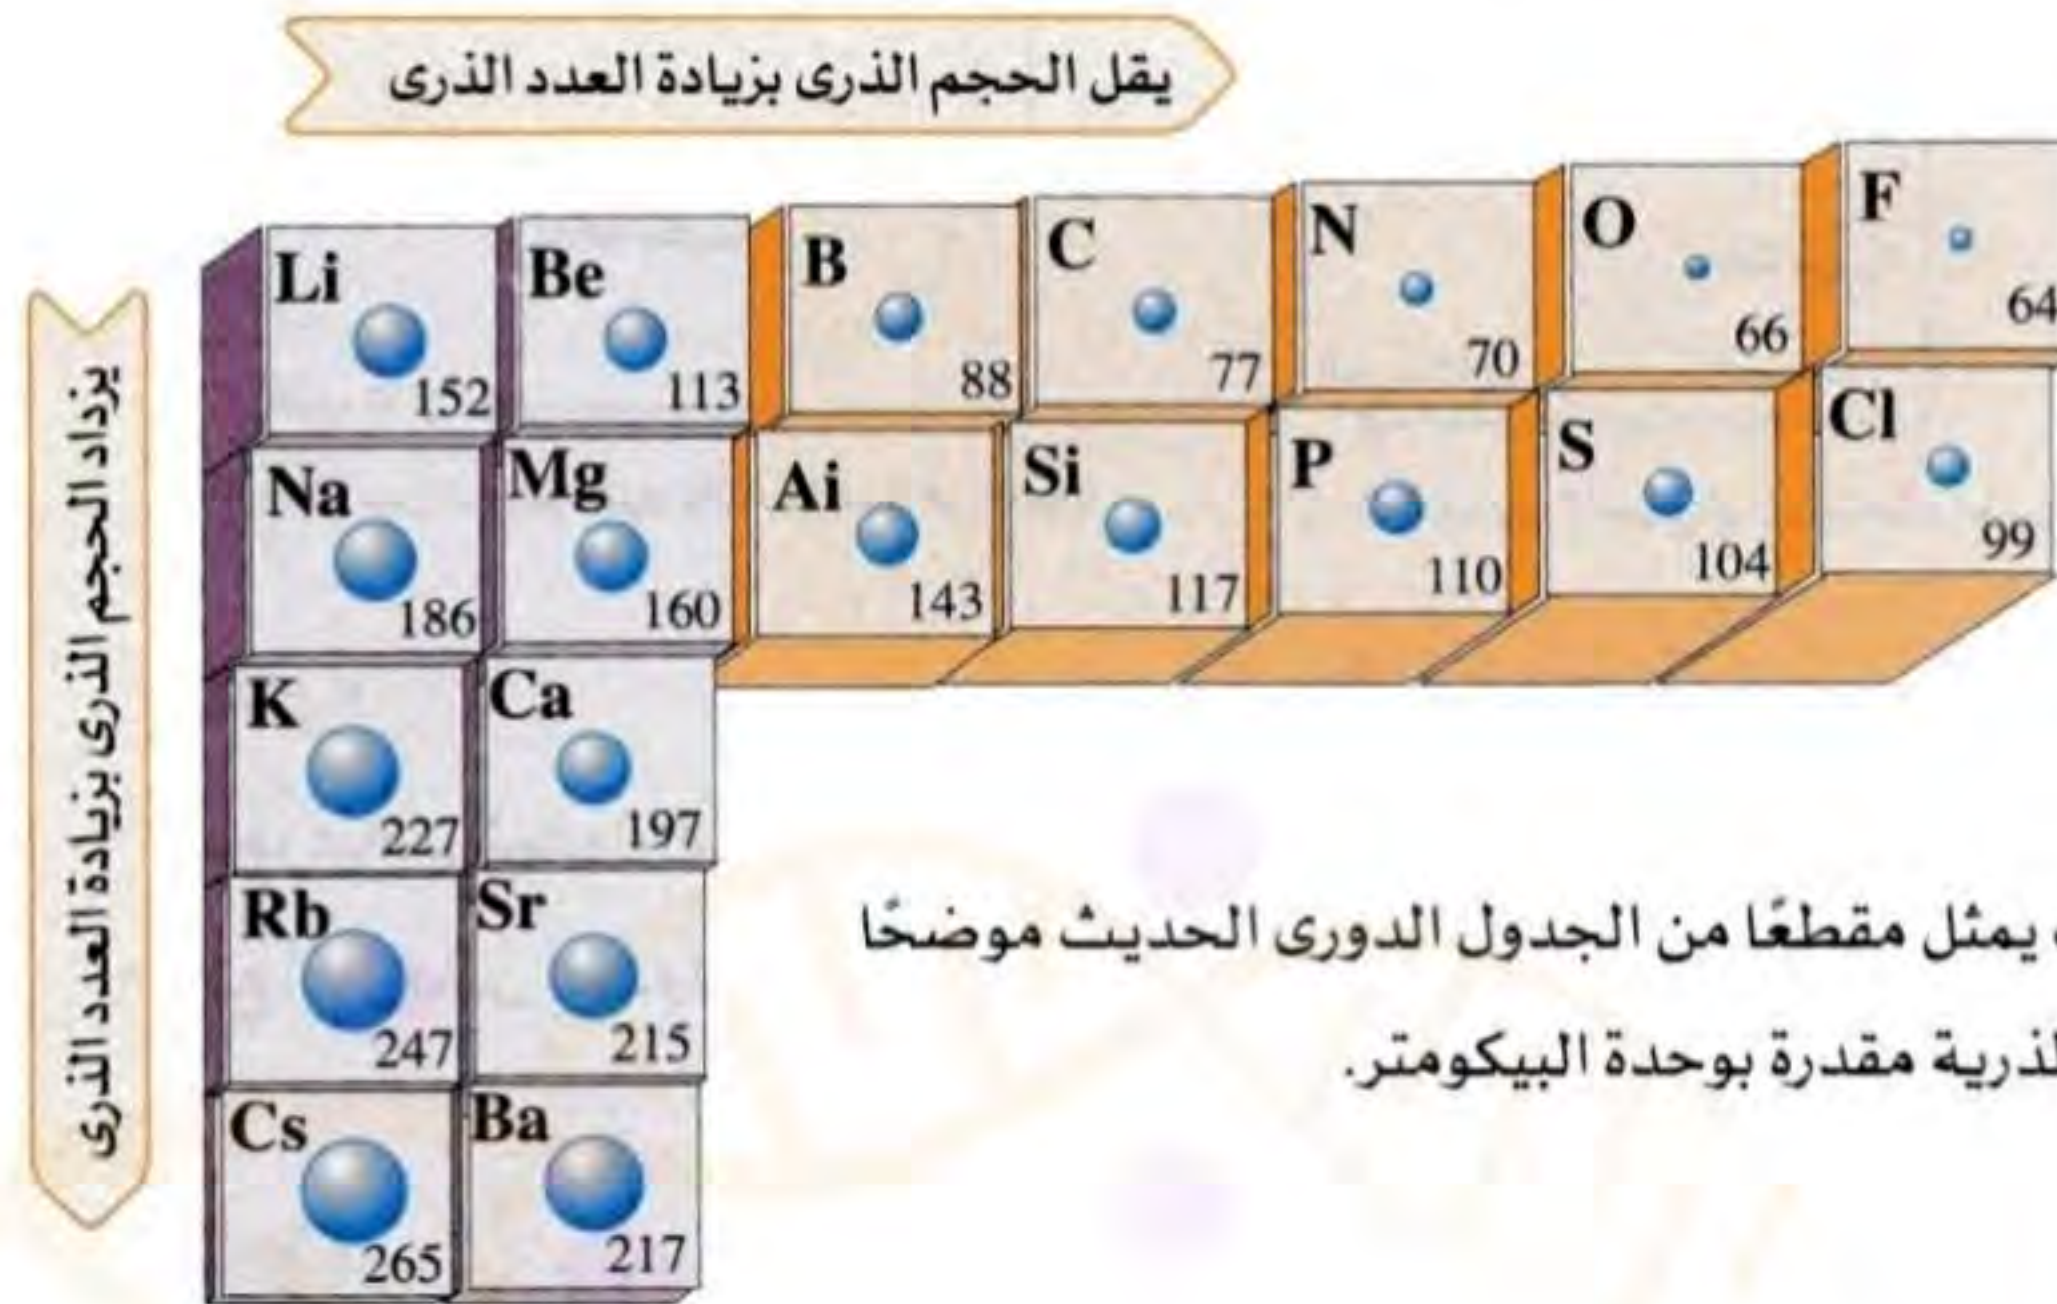 يقل الحجم الذرى بزيادة العدد الذرى
يزداد الحجم الذرى بزيادة العدد الذرى
Li Be B C N O F
152 113 88 77 70 66 64
Na Mg Ai Si P S Cl
186 160 143 117 110 104 99
K Ca
227 197
Rb Sr
247 215
Cs Ba
265 217
يمثل مقطعًا من الجدول الدورى الحديث موضحًا
مقدرة بوحدة البيكومتر.